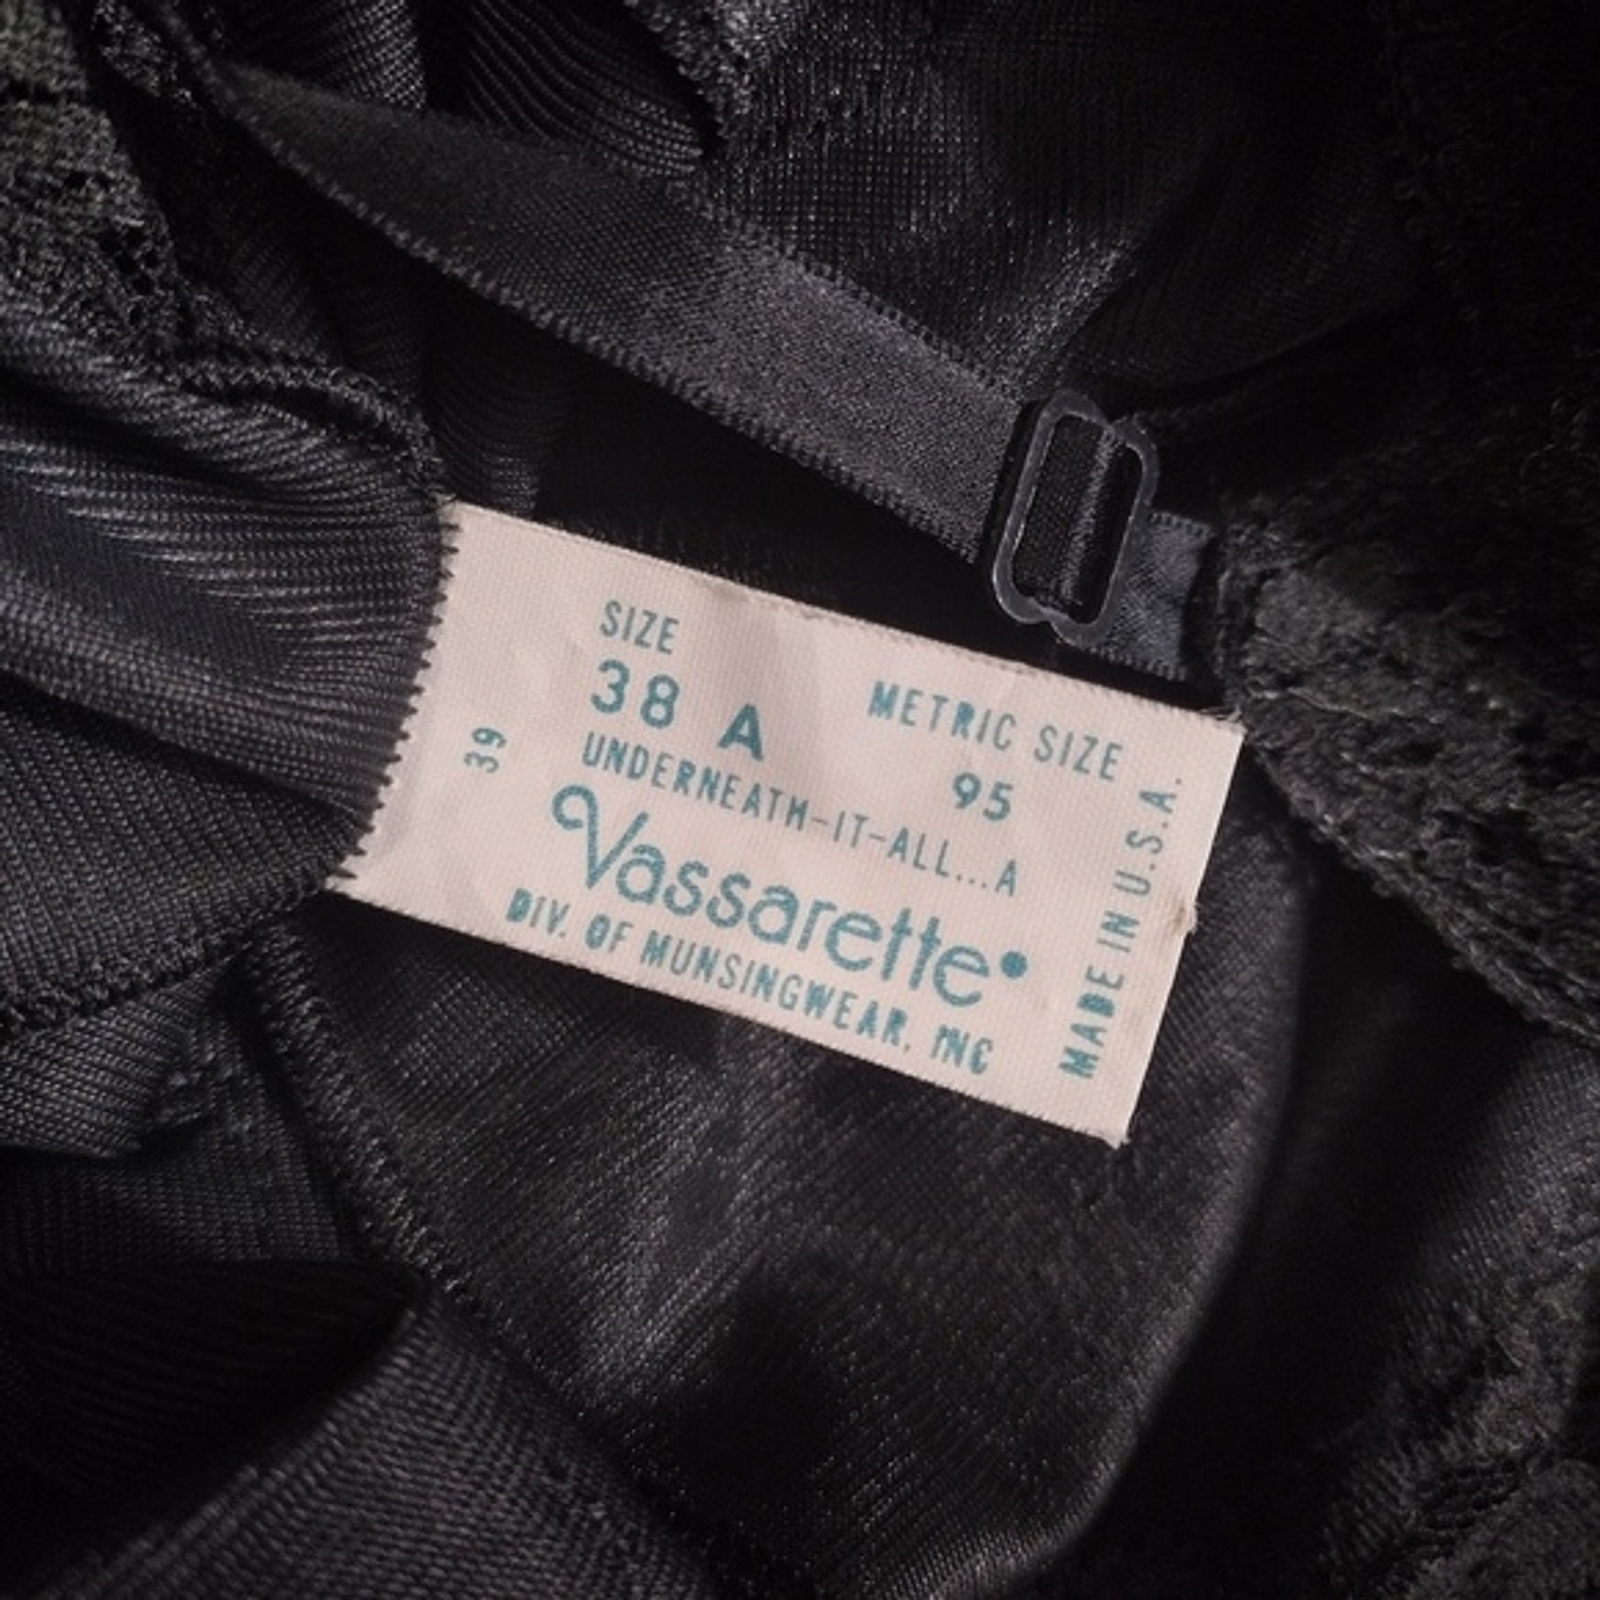 SIZE
38 A
METRIC SIZE
95
39
UNDERNEATH-IT-ALL...A
Vassarette•
DIV. OF MUNSINGWEAR, INC
MADE IN U.S.A.